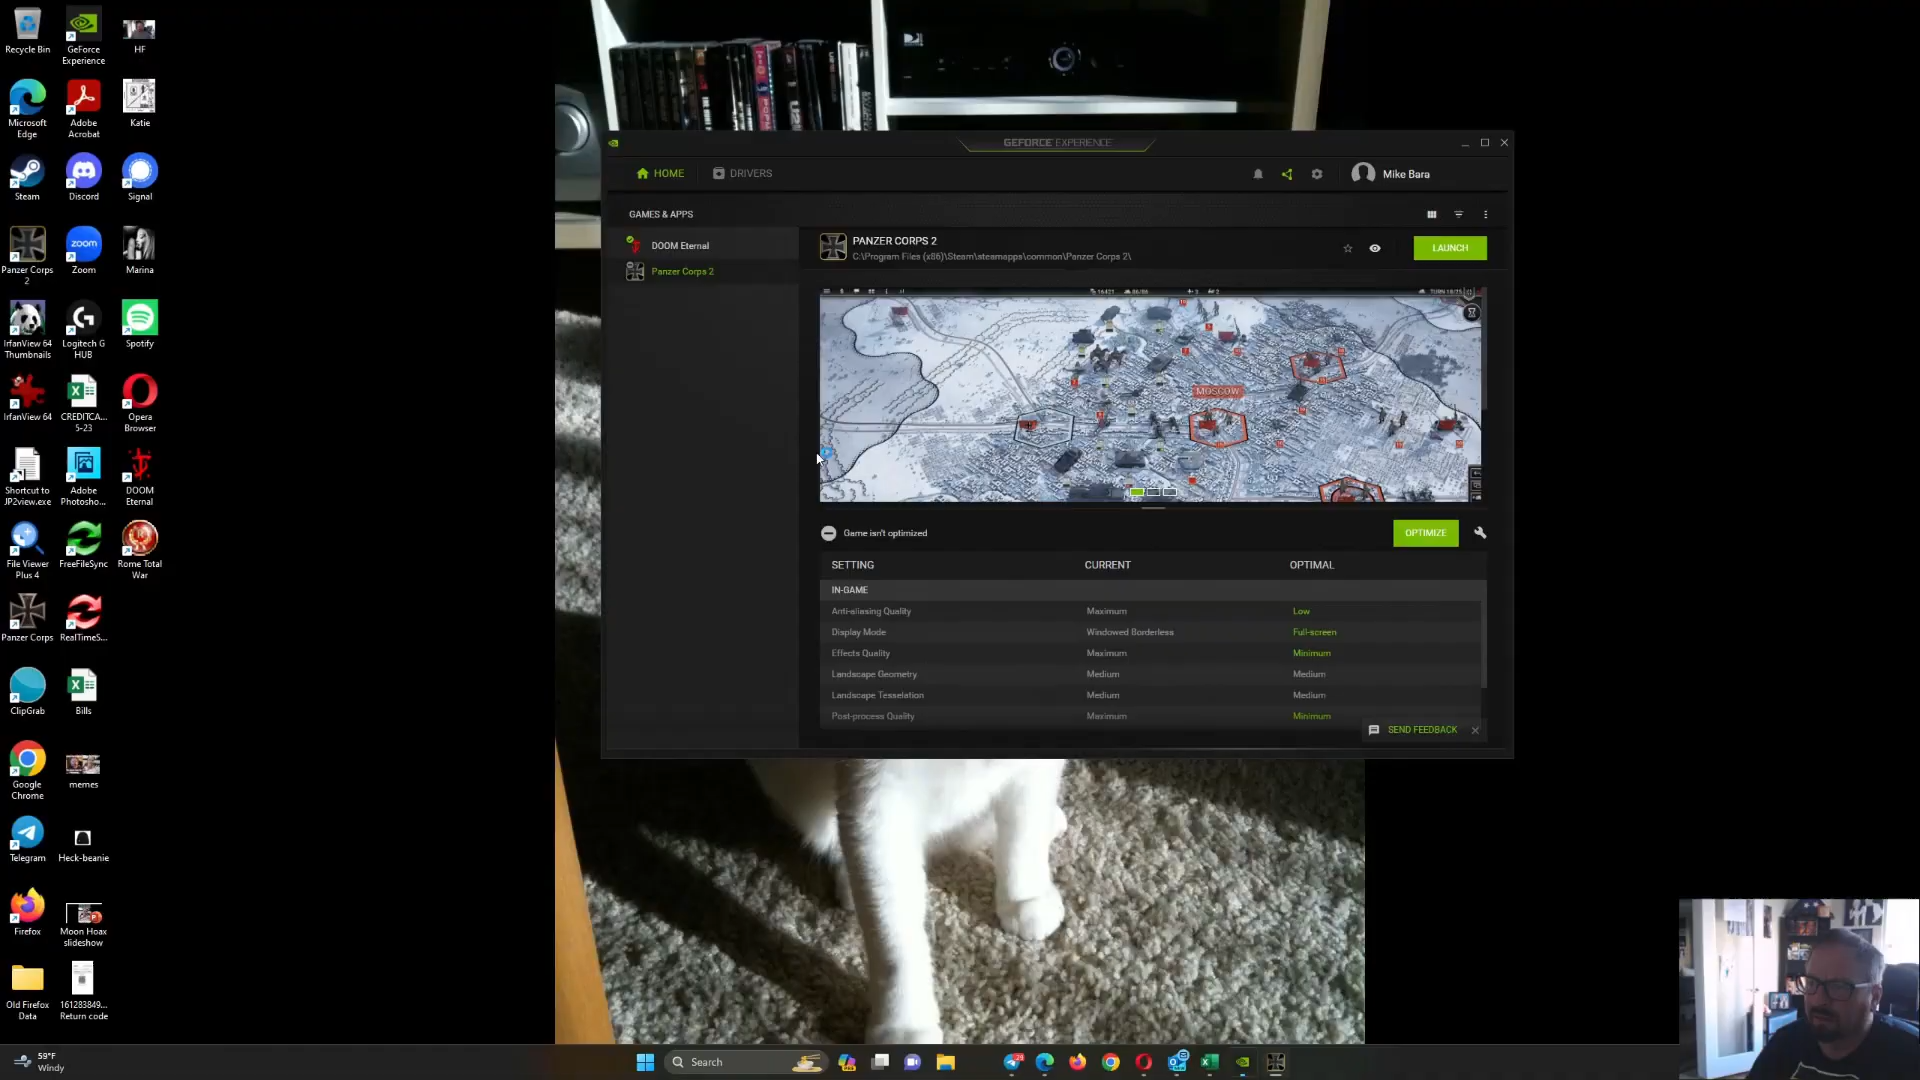 Recycle Bin
GeForce
Experience
HF
Microsoft
Edge
Adobe
Acrobat
Katie
Steam
Discord
Signal
Panzer Corps
2
Zoom
zoom
Marina
IrfanView 64
Thumbnails
Logitech G
HUB
Spotify
IrfanView 64
CREDITCA...
5-23
Opera
Browser
Shortcut to
JP2view.exe
Adobe
Photosho...
DOOM
Eternal
File Viewer
Plus 4
FreeFileSync
Rome Total
War
Panzer Corps
RealTimeS...
ClipGrab
Bills
Google
Chrome
memes
Telegram
Heck-beanie
Firefox
Moon Hoax
slideshow
Old Firefox
Data
161283849...
Return code
GEFORCE EXPERIENCE
HOME
DRIVERS
Mike Bara
GAMES & APPS
DOOM Eternal
Panzer Corps 2
PANZER CORPS 2
C:\Program Files (x86)\Steam\steamapps\common\Panzer Corps 2\
LAUNCH
MOSCOW
Game isn't optimized
OPTIMIZE
SETTING CURRENT OPTIMAL
IN-GAME
Anti-aliasing Quality Maximum Low
Display Mode Windowed Borderless Full-screen
Effects Quality Maximum Minimum
Landscape Geometry Medium Medium
Landscape Tesselation Medium Medium
Post-process Quality Maximum Minimum
SEND FEEDBACK
59°F
Windy
Search